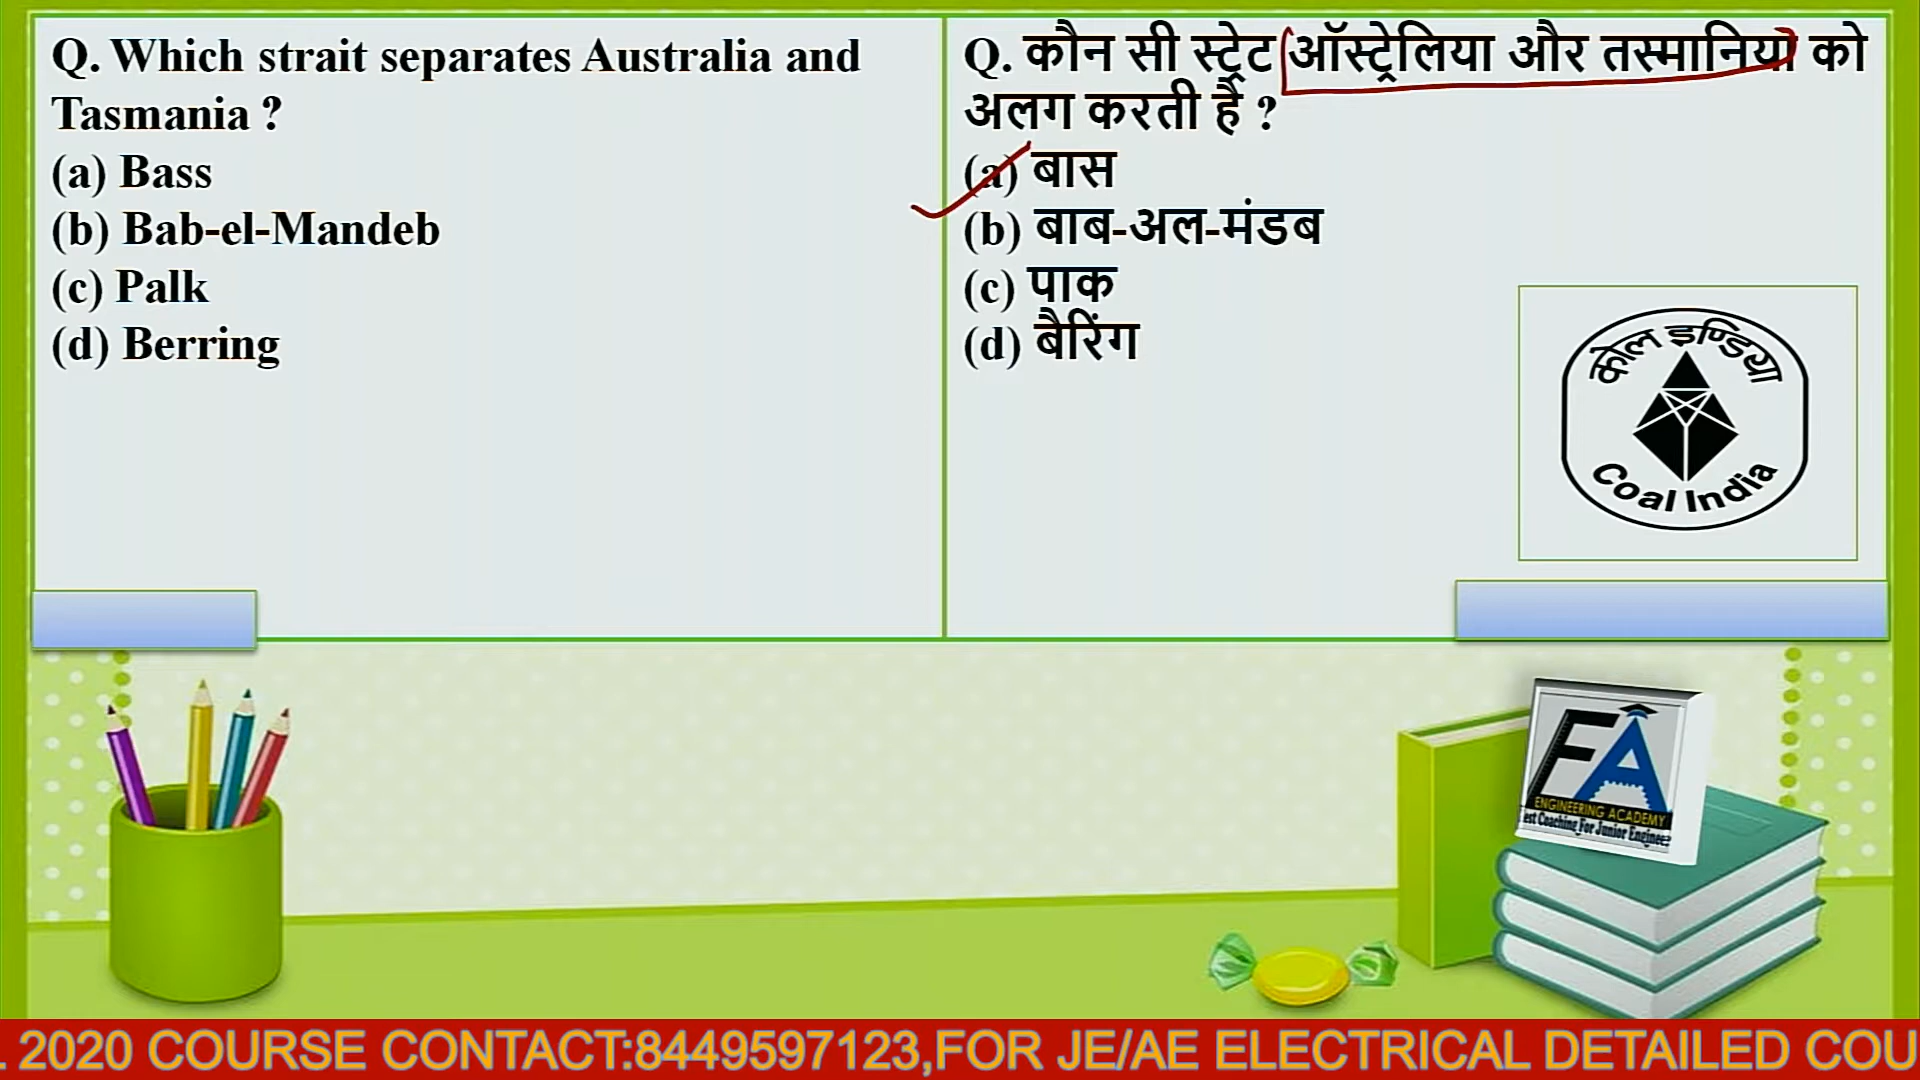 Q. Which strait separates Australia and
Tasmania ?
(a) Bass
(b) Bab-el-Mandeb
(c) Palk
(d) Berring
Q. कौन सी स्ट्रेट ऑस्ट्रेलिया और तस्मानिया को
अलग करती है ?
(a) बास
(b) बाब-अल-मंडब
(c) पाक
(d) बैरिंग
कोल इण्डिया
Coal India
FA
ENGINEERING ACADEMY
est Coaching For Junior Enginee
2020 COURSE CONTACT:8449597123,FOR JE/AE ELECTRICAL DETAILED COU